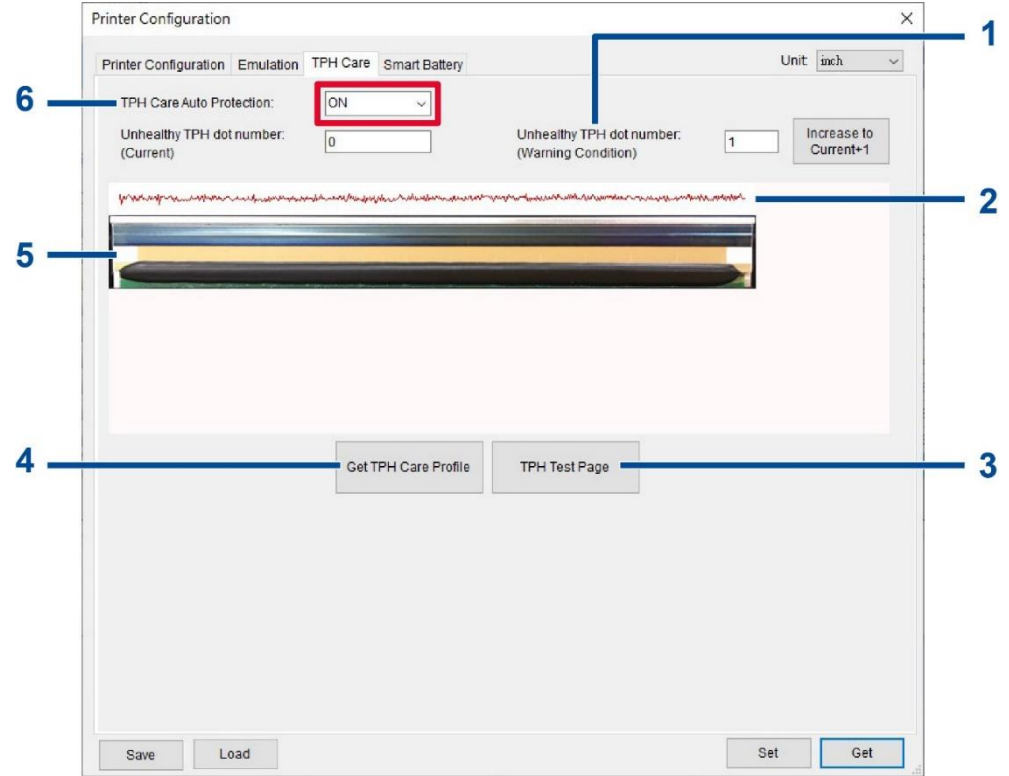 Printer Configuration
1
Printer Configuration Emulation TPH Care Smart Battery Unit: inch
6 TPH Care Auto Protection: ON
Unhealthy TPH dot number: Unhealthy TPH dot number: Increase to
(Current) 0 (Warning Condition) 1 Current+1
2
5
4 Get TPH Care Profile TPH Test Page 3
Save Load Set Get